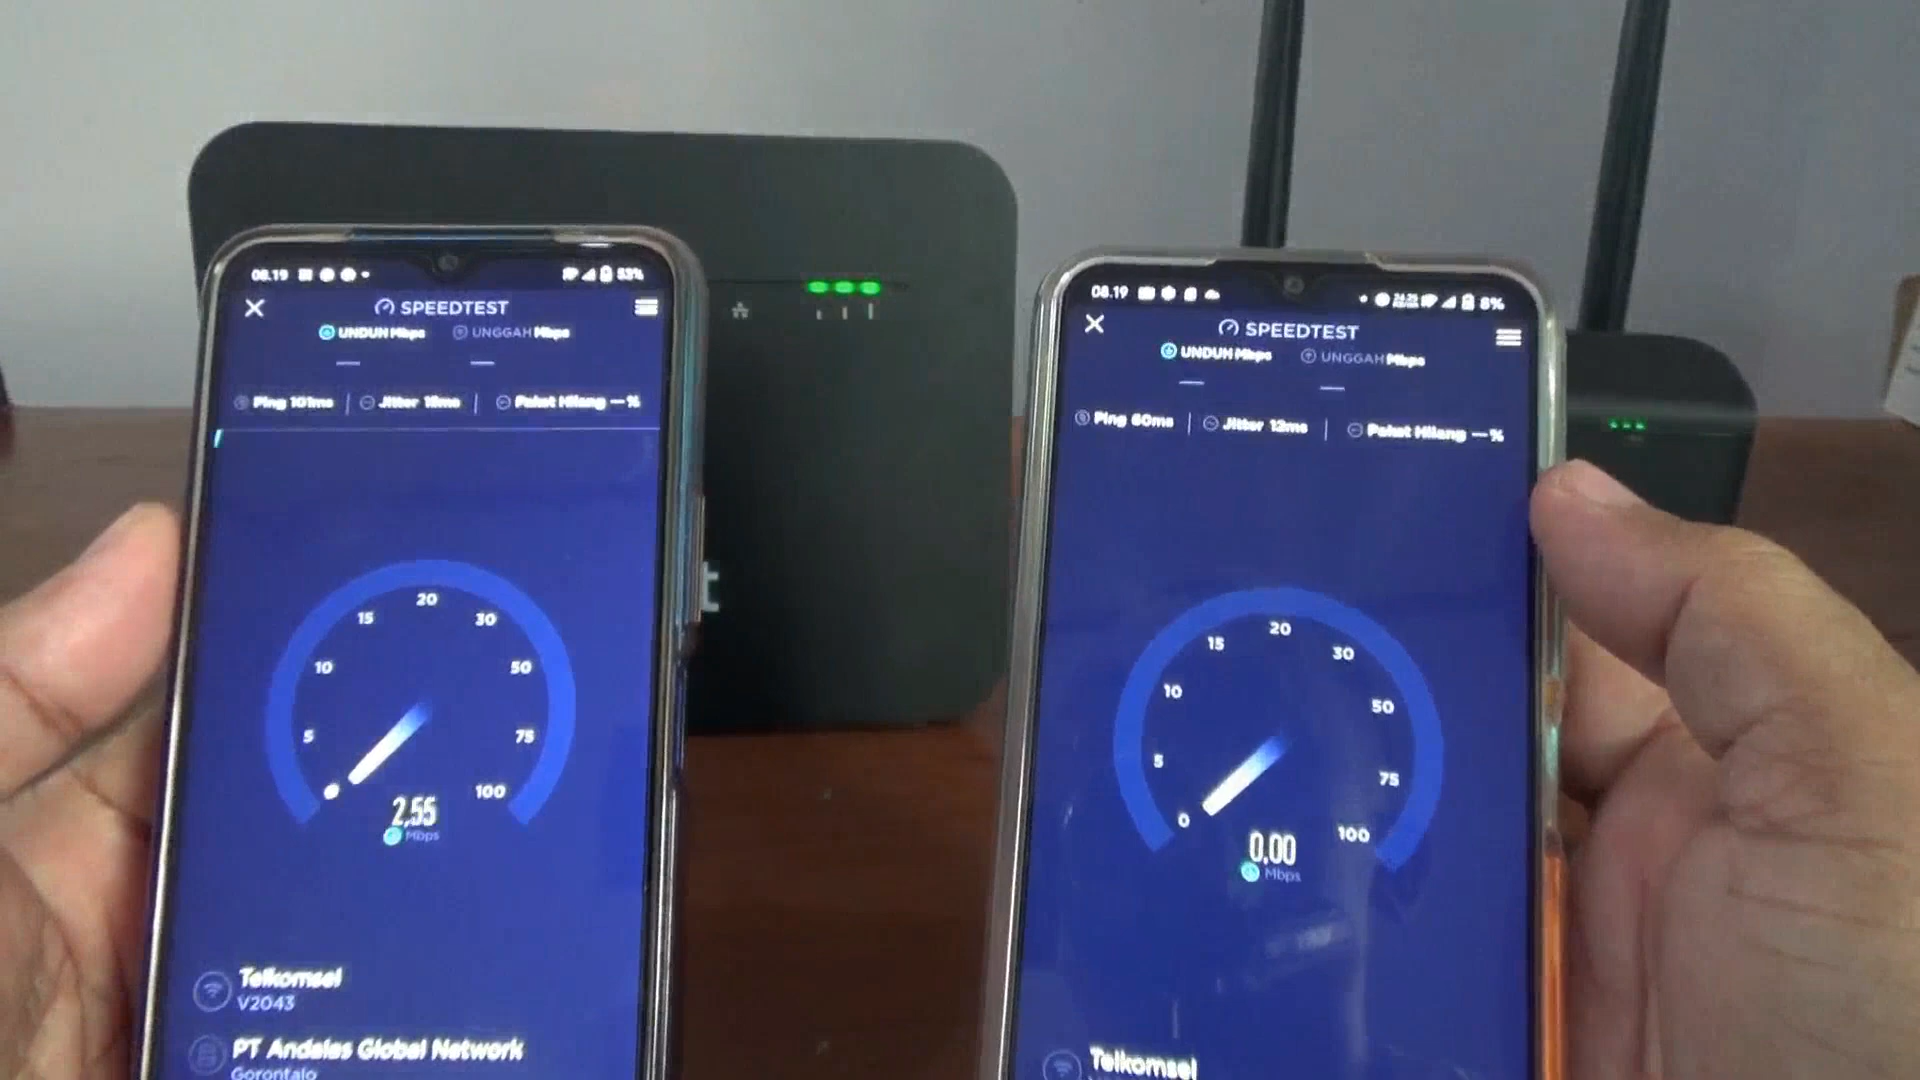 08.19
53%
SPEEDTEST
UNDUH Mbps
UNGGAH Mbps
Ping 101ms
Jitter 18ms
Paket Hilang —%
20
15
30
10
50
5
75
100
2,55
Mbps
Telkomsel
V2043
PT Andalas Global Network
Gorontalo
t
08.19
8%
SPEEDTEST
UNDUH Mbps
UNGGAH Mbps
Ping 60ms
Jitter 12ms
Paket Hilang —%
20
15
30
10
50
5
75
0
100
0,00
Mbps
Telkomsel